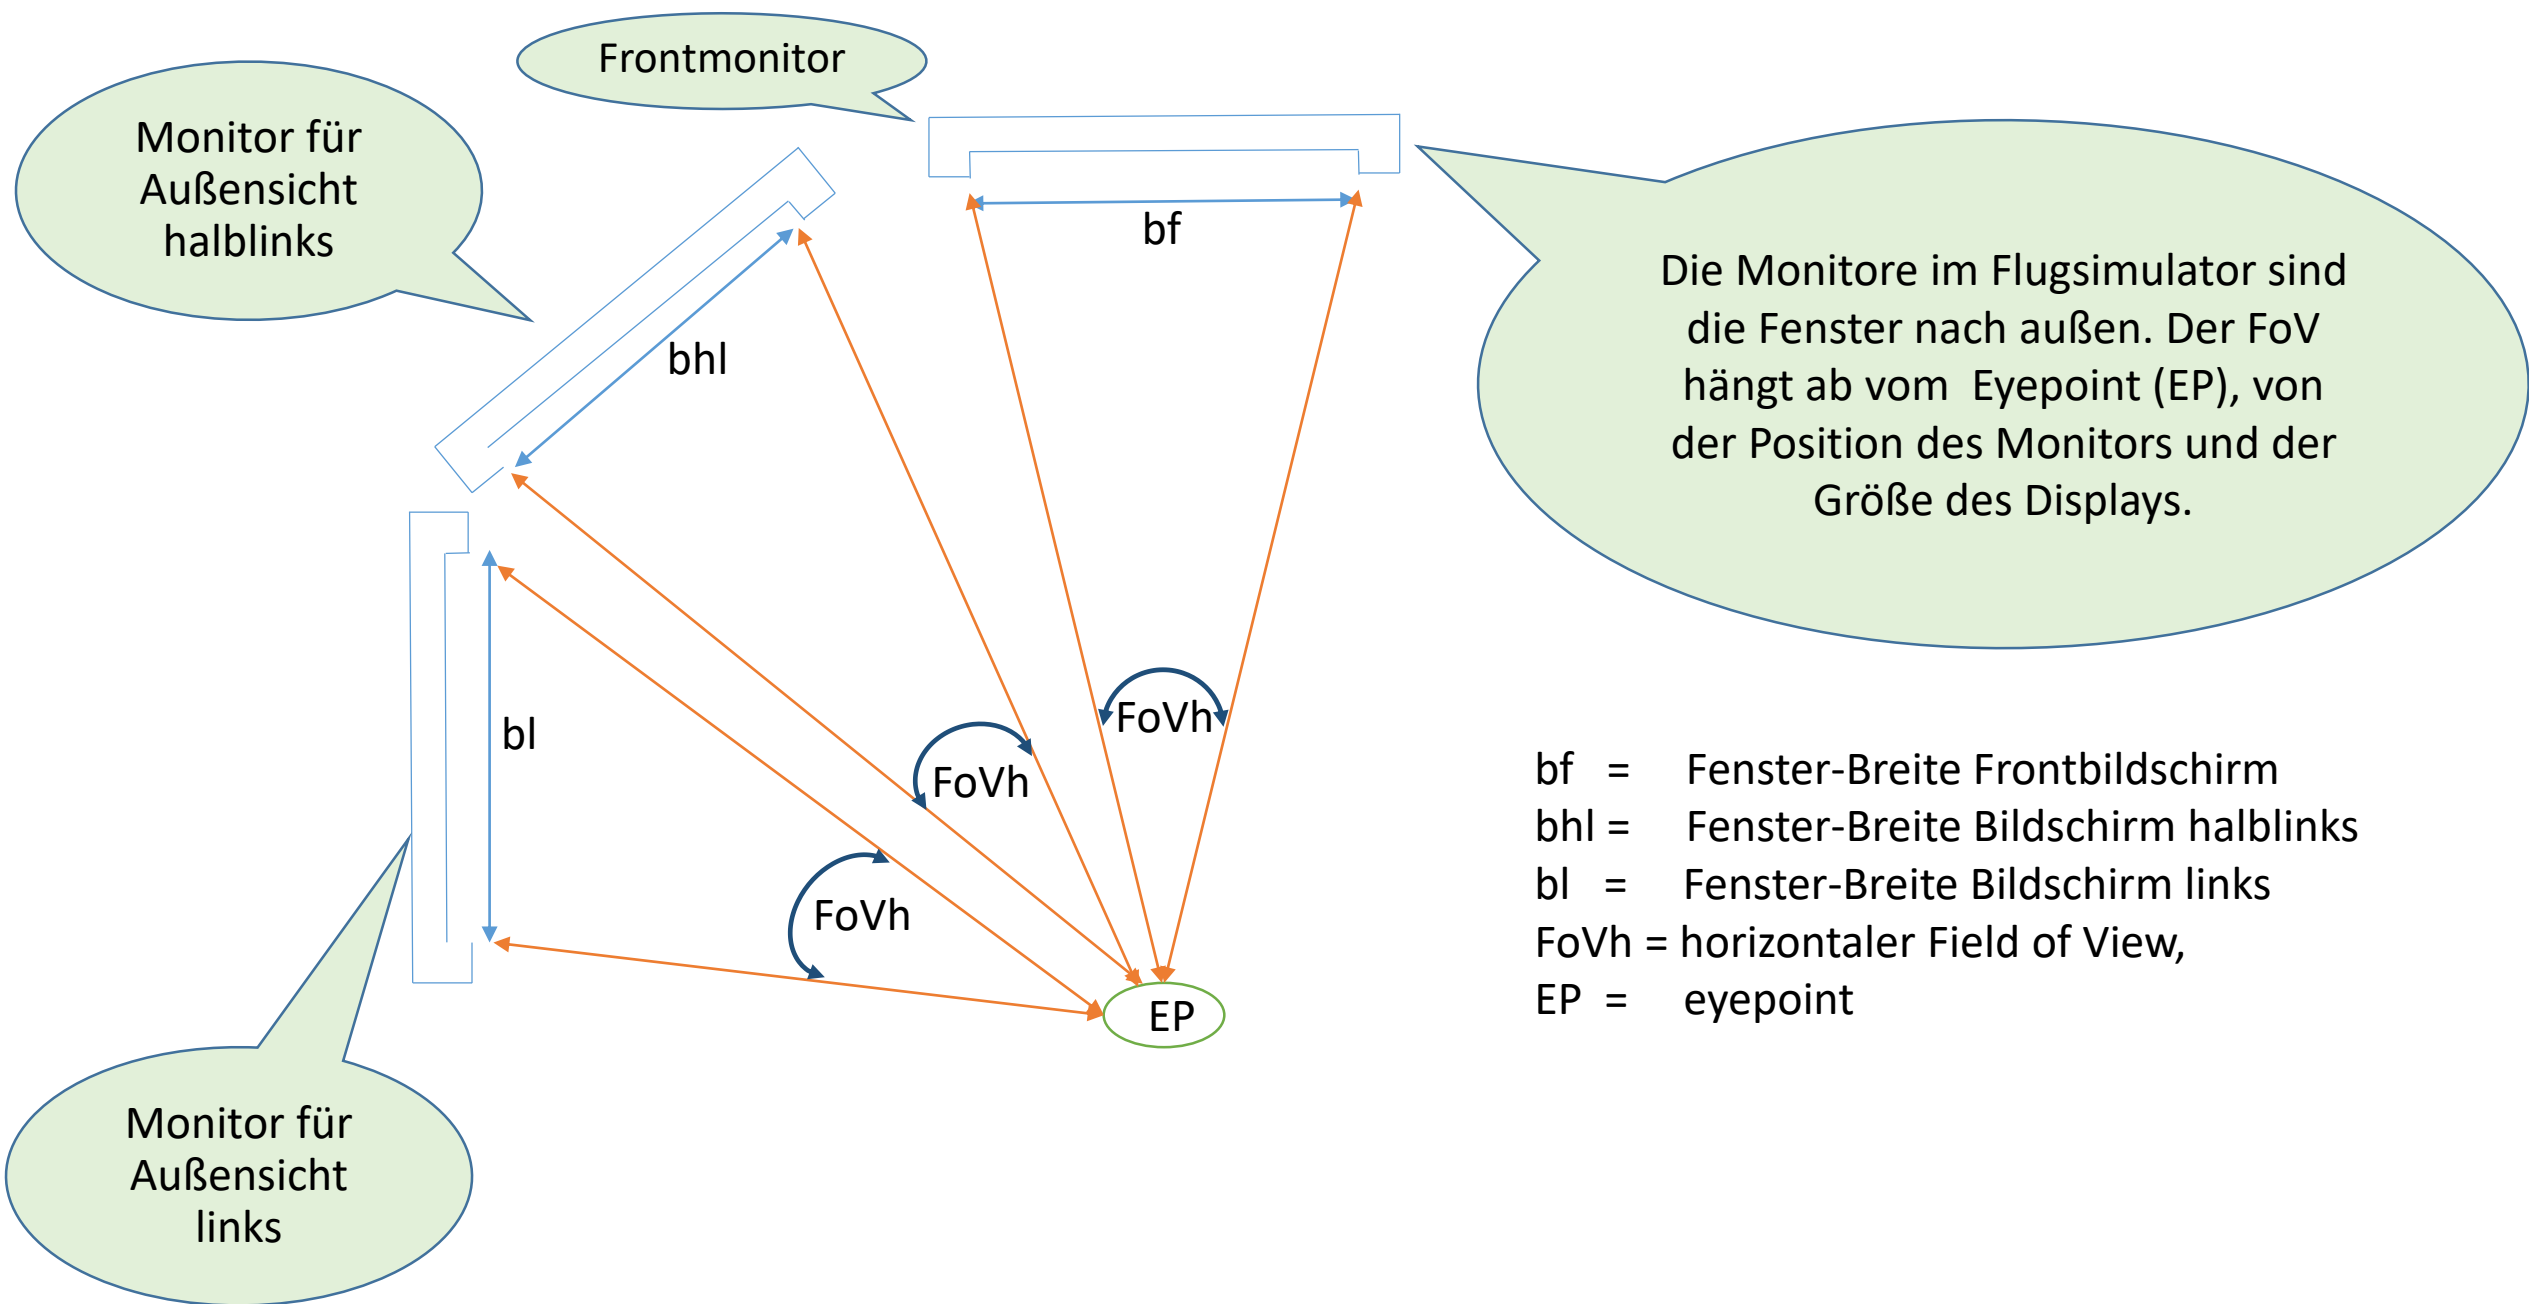 Frontmonitor
Monitor für
Außensicht
halblinks
bf
bhl
Die Monitore im Flugsimulator sind
die Fenster nach außen. Der FoV
hängt ab vom  Eyepoint (EP), von
der Position des Monitors und der
Größe des Displays.
bl
FoVh
FoVh
FoVh
EP
bf = Fenster-Breite Frontbildschirm
bhl = Fenster-Breite Bildschirm halblinks
bl = Fenster-Breite Bildschirm links
FoVh = horizontaler Field of View,
EP = eyepoint
Monitor für
Außensicht
links